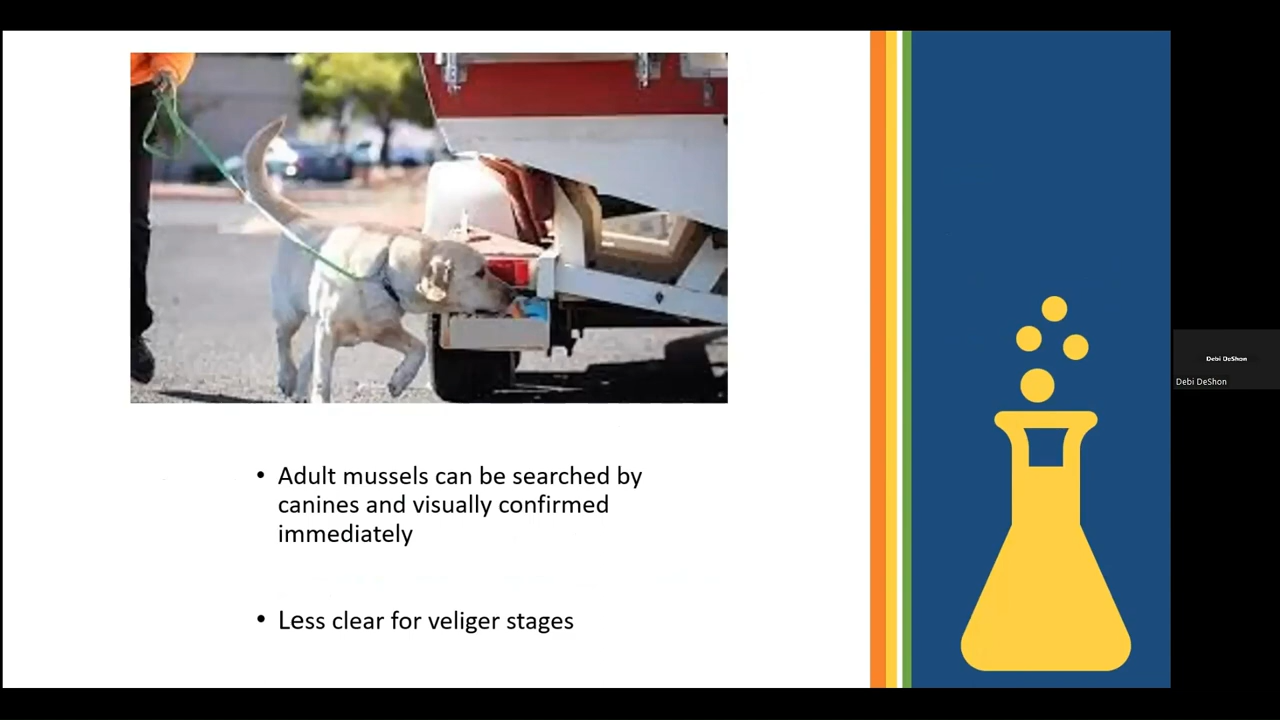 • Adult mussels can be searched by
canines and visually confirmed
immediately
• Less clear for veliger stages
Debi DeShon
Debi DeShon